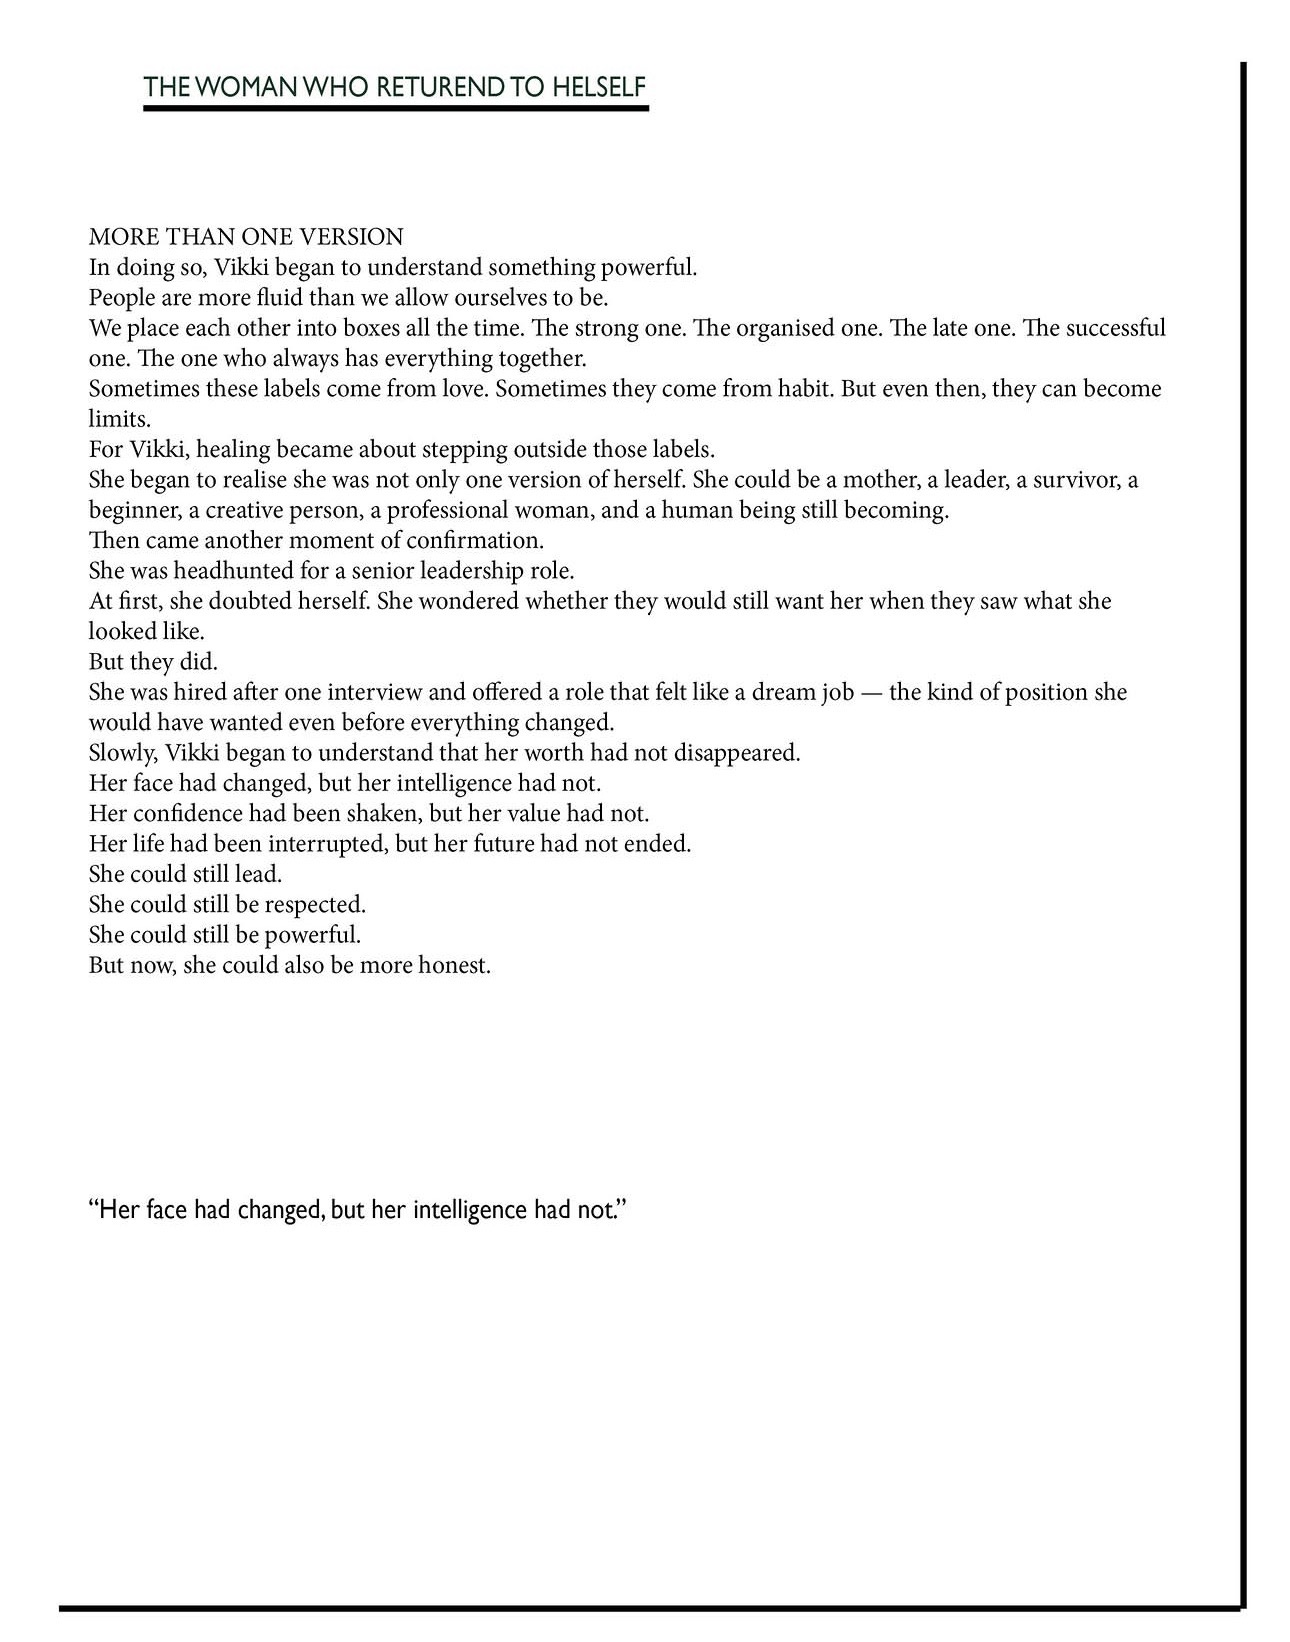 THE WOMAN WHO RETUREND TO HELSELF
MORE THAN ONE VERSION
In doing so, Vikki began to understand something powerful.
People are more fluid than we allow ourselves to be.
We place each other into boxes all the time. The strong one. The organised one. The late one. The successful
one. The one who always has everything together.
Sometimes these labels come from love. Sometimes they come from habit. But even then, they can become
limits.
For Vikki, healing became about stepping outside those labels.
She began to realise she was not only one version of herself. She could be a mother, a leader, a survivor, a
beginner, a creative person, a professional woman, and a human being still becoming.
Then came another moment of confirmation.
She was headhunted for a senior leadership role.
At first, she doubted herself. She wondered whether they would still want her when they saw what she
looked like.
But they did.
She was hired after one interview and offered a role that felt like a dream job — the kind of position she
would have wanted even before everything changed.
Slowly, Vikki began to understand that her worth had not disappeared.
Her face had changed, but her intelligence had not.
Her confidence had been shaken, but her value had not.
Her life had been interrupted, but her future had not ended.
She could still lead.
She could still be respected.
She could still be powerful.
But now, she could also be more honest.
“Her face had changed, but her intelligence had not.”